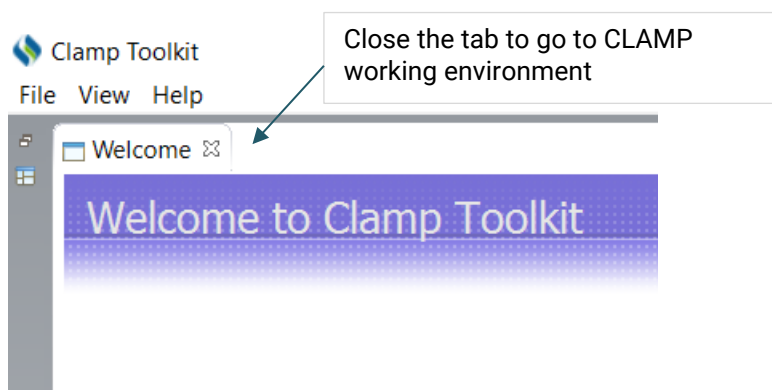 Clamp Toolkit
Close the tab to go to CLAMP
working environment
File View Help
Welcome
Welcome to Clamp Toolkit